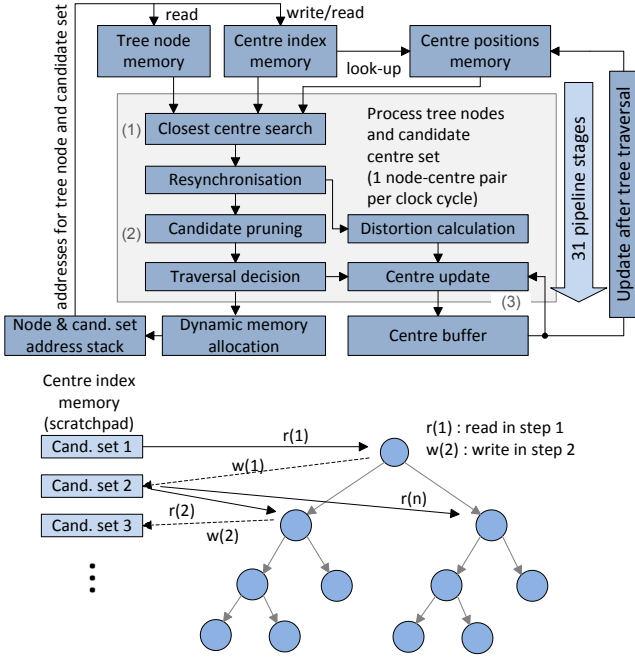 read
write/read
Tree node
memory
Centre index
memory
Centre positions
memory
look-up
addresses for tree node and candidate set
(1)
Closest centre search
Process tree nodes
and candidate
centre set
(1 node-centre pair
per clock cycle)
Resynchronisation
(2)
Candidate pruning
Distortion calculation
Traversal decision
Centre update
(3)
31 pipeline stages
Update after tree traversal
Node & cand. set
address stack
Dynamic memory
allocation
Centre buffer
Centre index
memory
(scratchpad)
Cand. set 1
r(1)
r(1) : read in step 1
w(2) : write in step 2
w(1)
Cand. set 2
r(2)
r(n)
Cand. set 3
w(2)